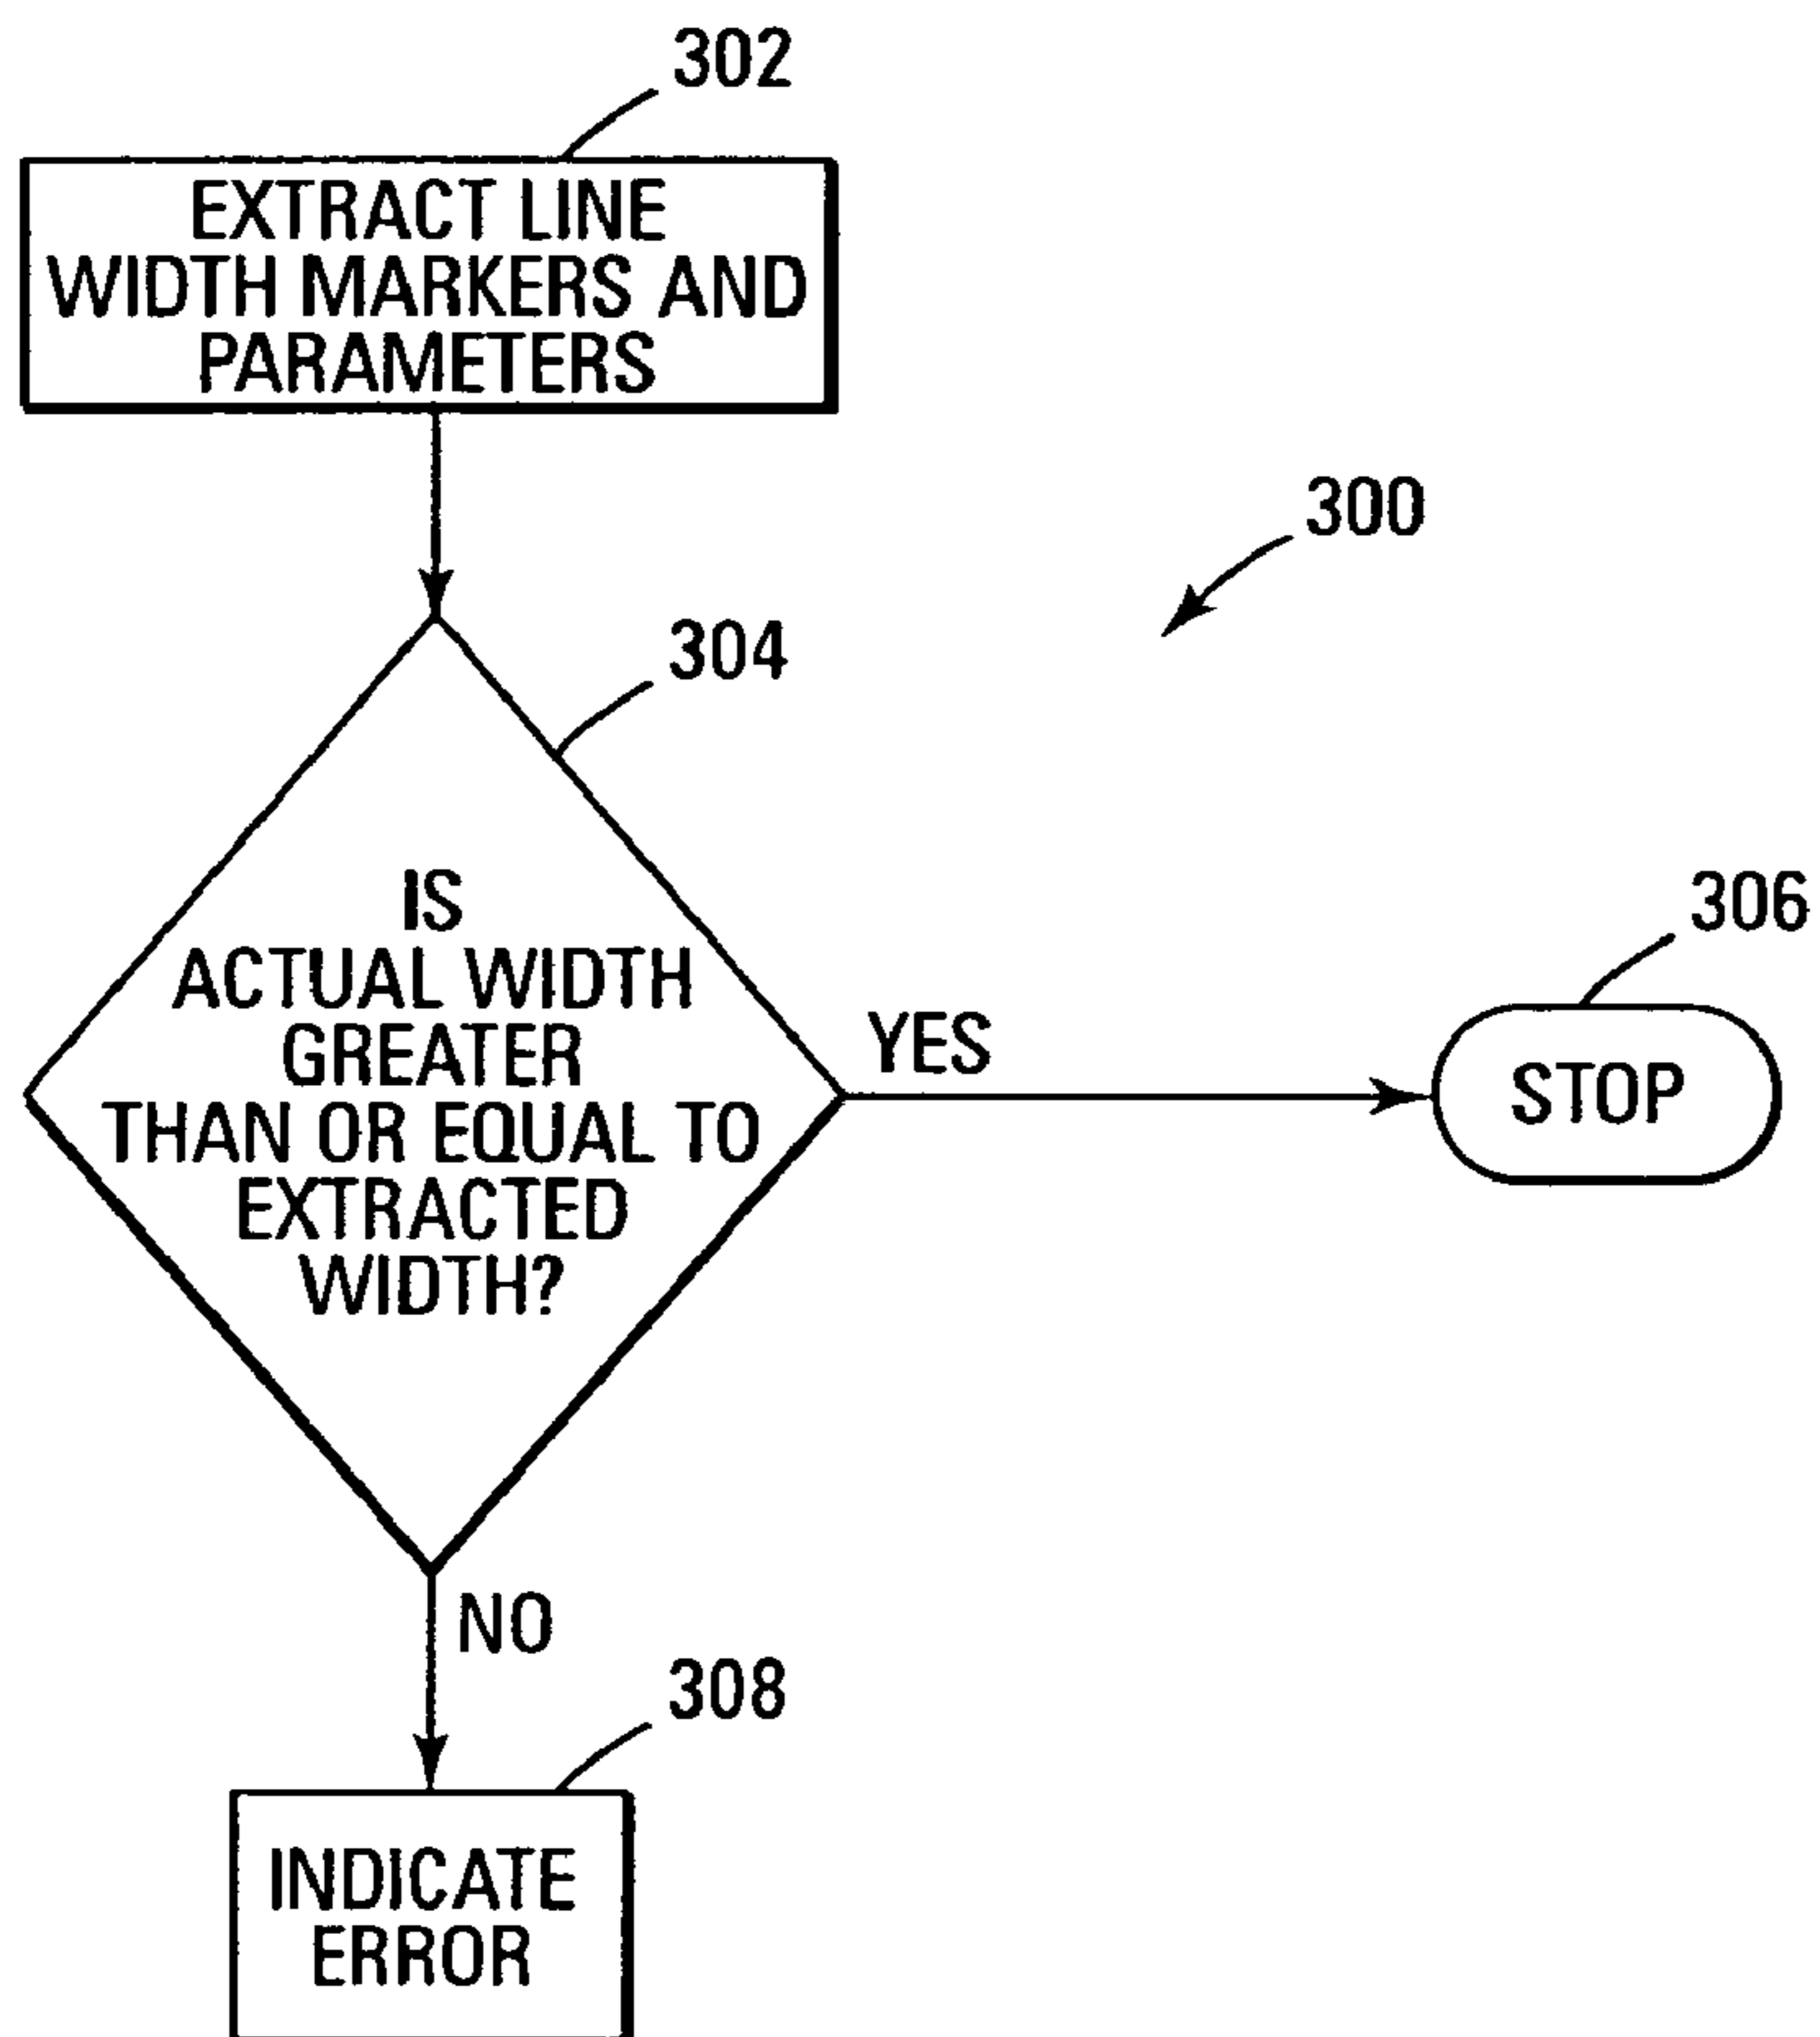 302
EXTRACT LINE
WIDTH MARKERS AND
PARAMETERS
300
304
IS
ACTUAL WIDTH
GREATER
THAN OR EQUAL TO
EXTRACTED
WIDTH?
YES
306
STOP
NO
308
INDICATE
ERROR